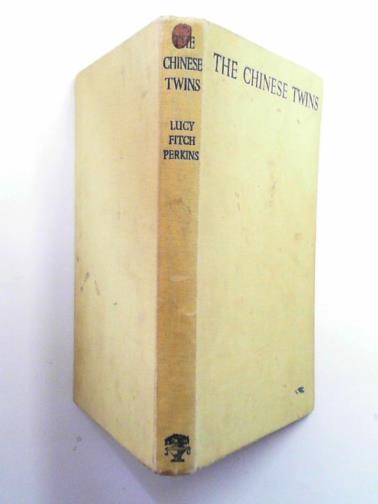 THE
CHINESE
TWINS
LUCY
FITCH
PERKINS
THE CHINESE TWINS